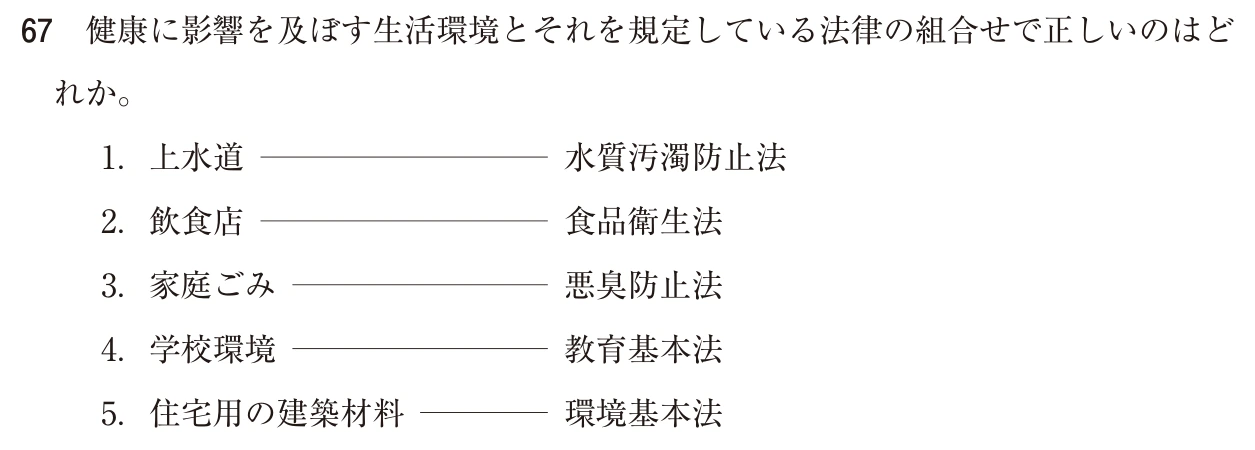 67 健康に影響を及ぼす生活環境とそれを規定している法律の組合せで正しいのはど
れか。
1. 上水道 ―――――――― 水質汚濁防止法
2. 飲食店 ―――――――― 食品衛生法
3. 家庭ごみ ――――――― 悪臭防止法
4. 学校環境 ――――――― 教育基本法
5. 住宅用の建築材料 ――― 環境基本法